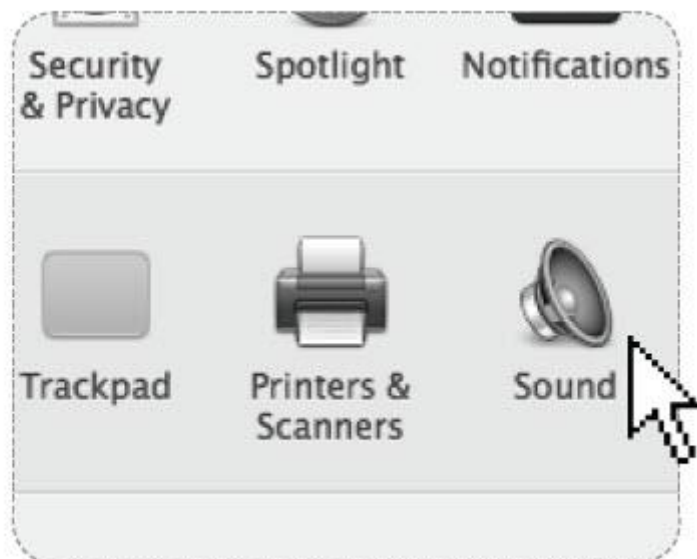 Security Spotlight Notifications
& Privacy
Trackpad Printers & Sound
Scanners